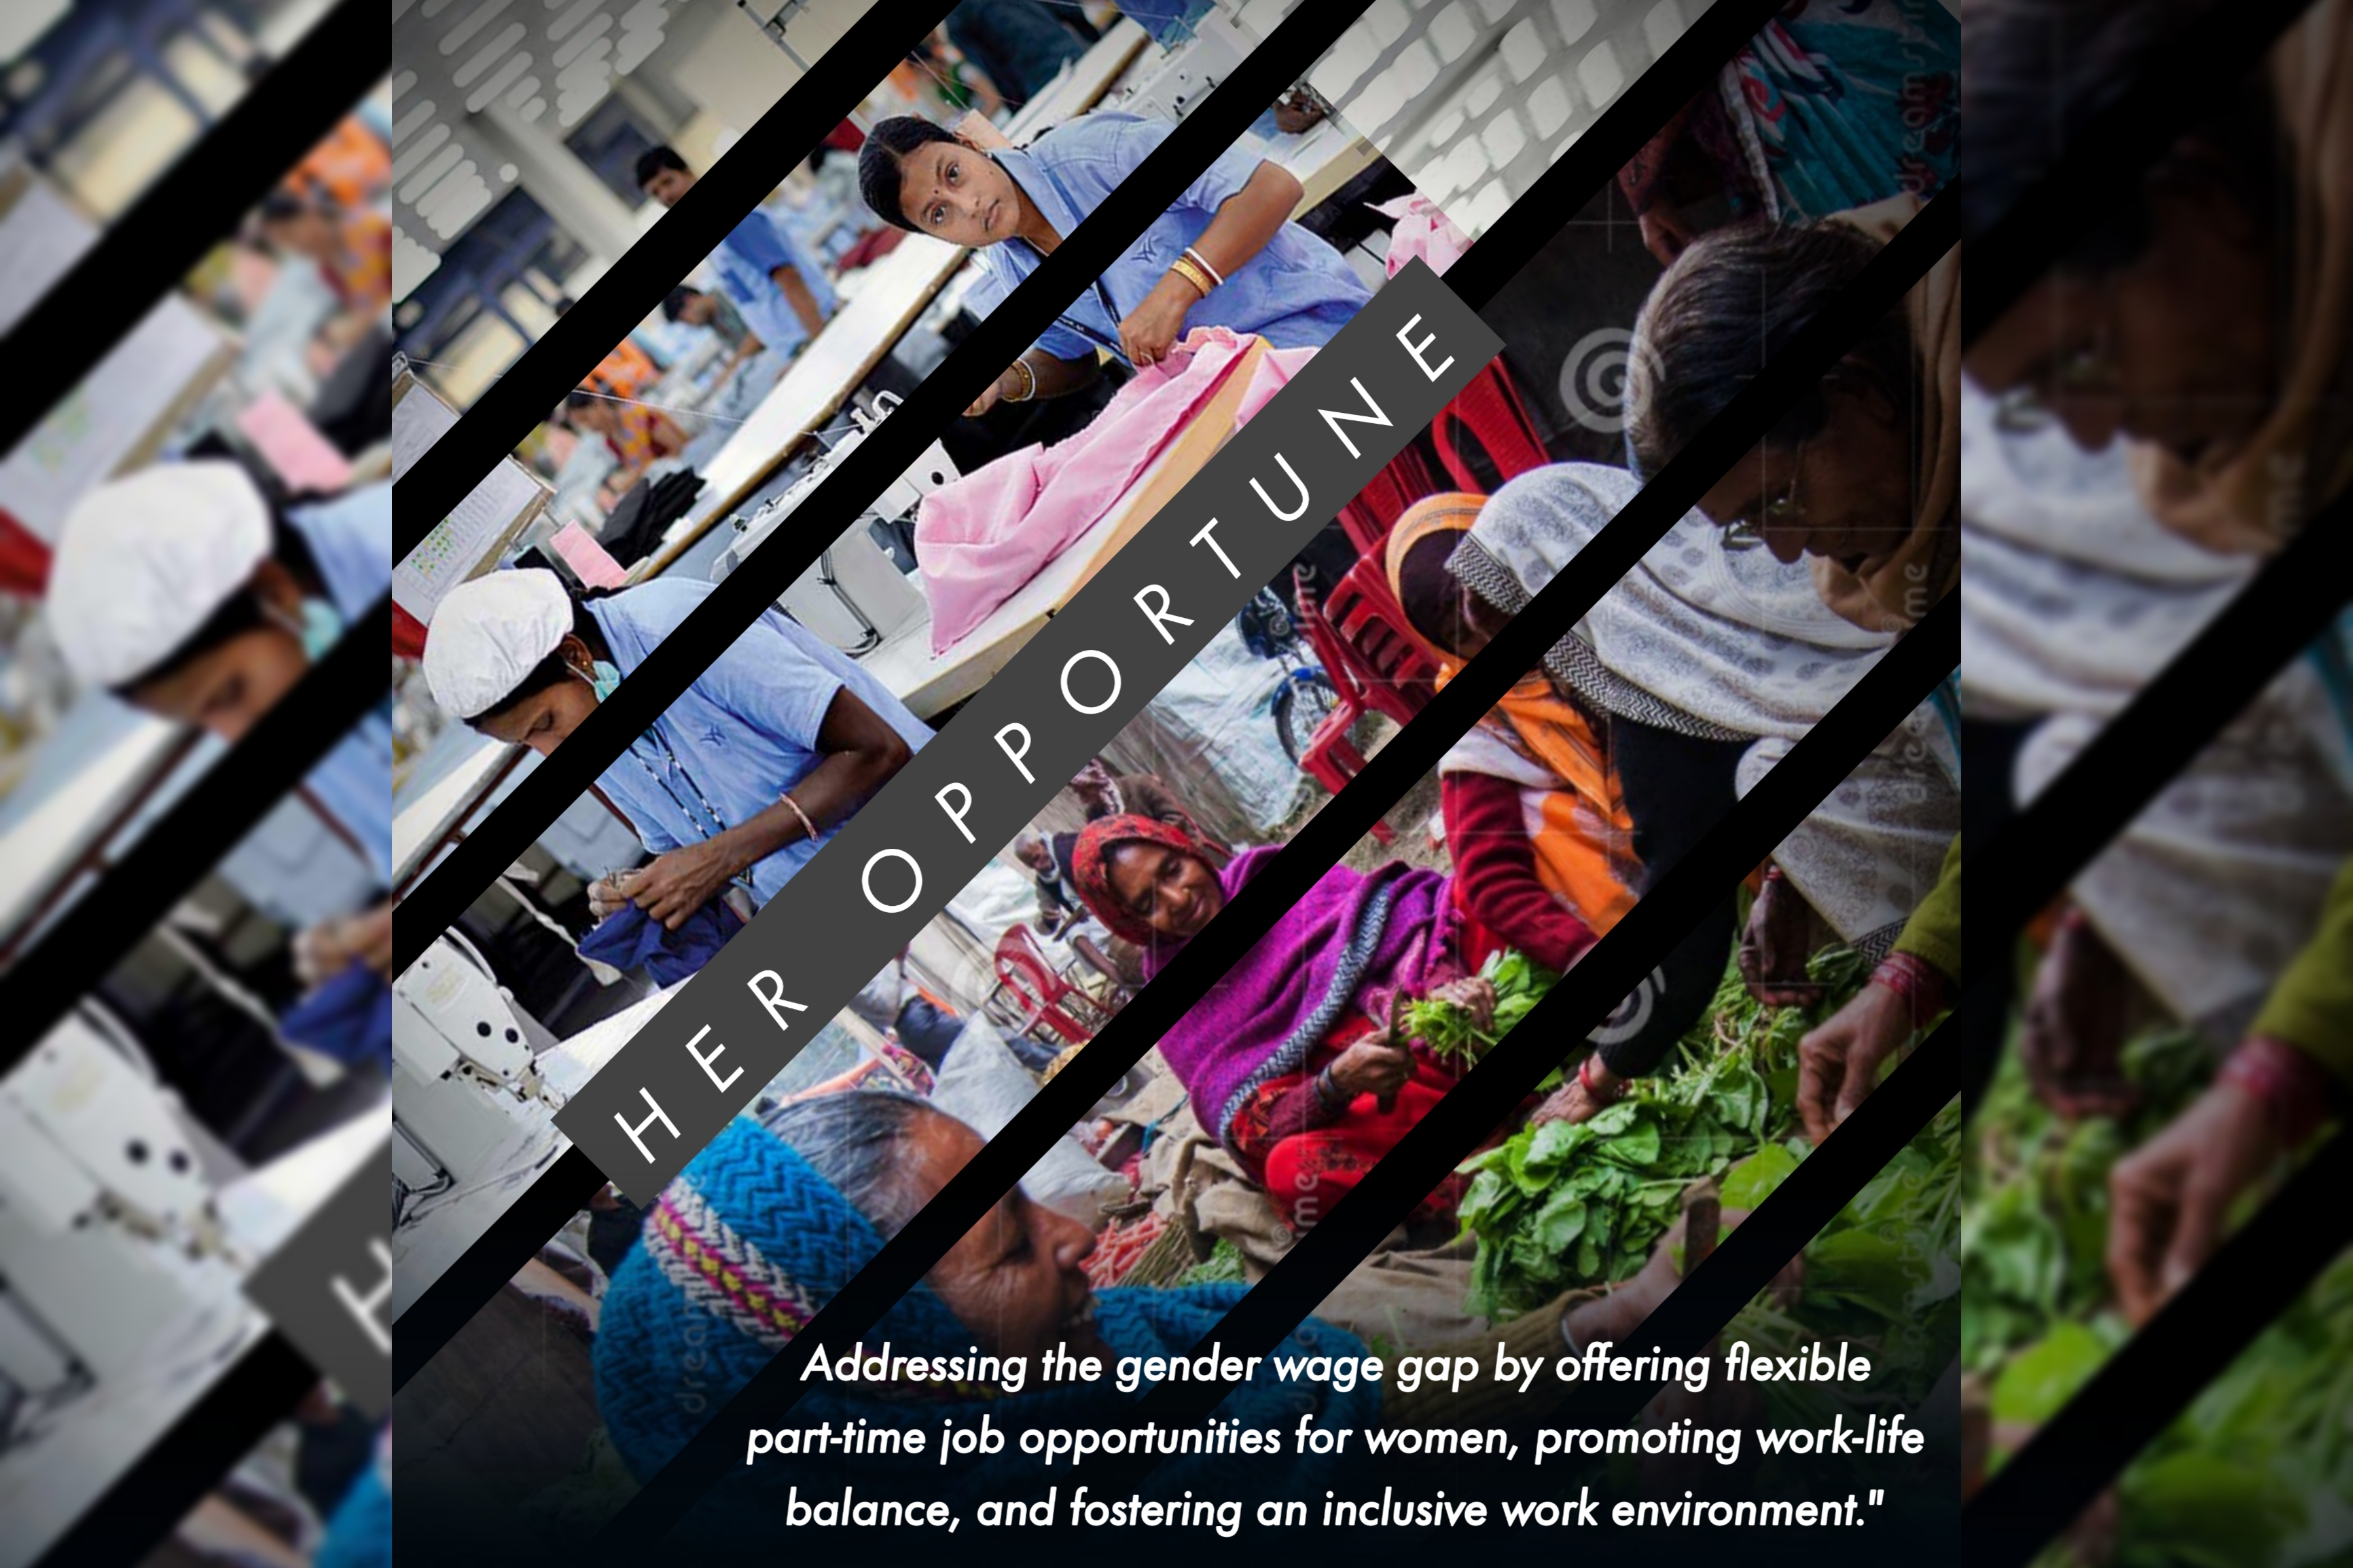 HER OPPORTUNE
Addressing the gender wage gap by offering flexible
part-time job opportunities for women, promoting work-life
balance, and fostering an inclusive work environment."